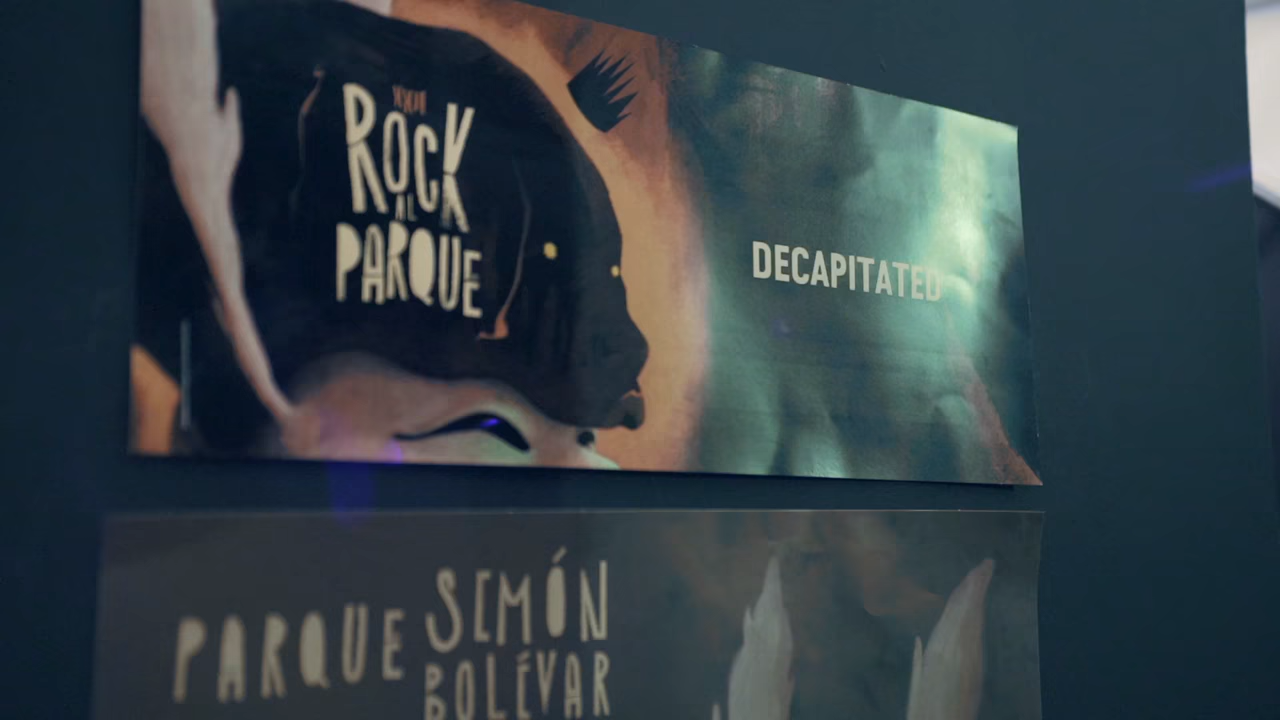 ROCK
AL
PARQUE
DECAPITATED
PARQUE SIMÓN
BOLÍVAR